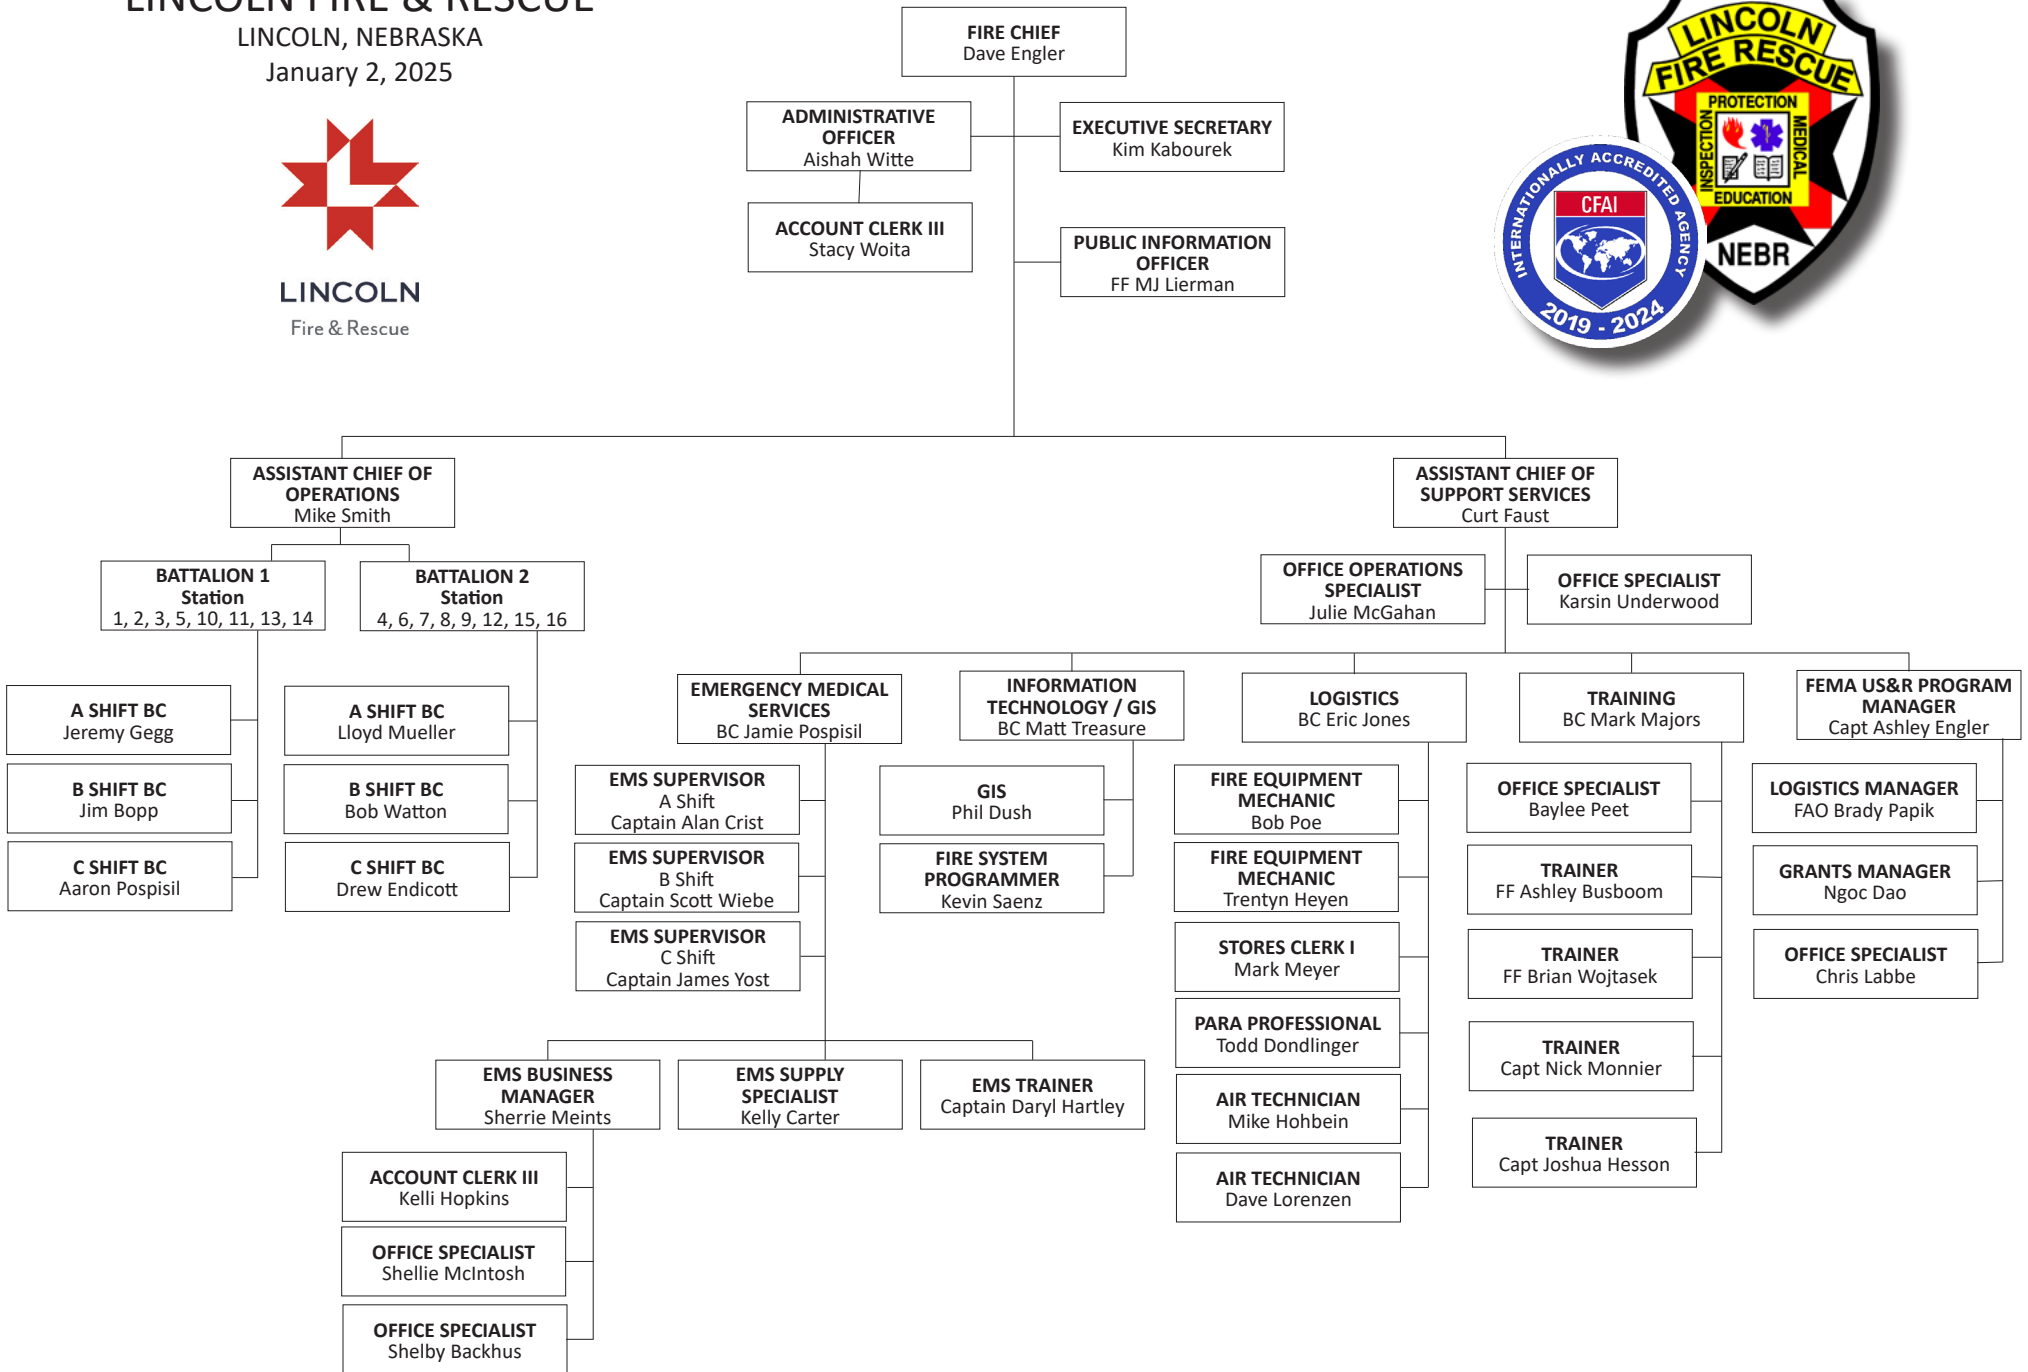 LINCOLN FIRE & RESCUE
LINCOLN, NEBRASKA
January 2, 2025
LINCOLN
Fire & Rescue
FIRE CHIEF
Dave Engler
ADMINISTRATIVE
OFFICER
Aishah Witte
EXECUTIVE SECRETARY
Kim Kabourek
ACCOUNT CLERK III
Stacy Woita
PUBLIC INFORMATION
OFFICER
FF MJ Lierman
LINCOLN
FIRE RESCUE
PROTECTION
INSPECTION
MEDICAL
EDUCATION
NEBR
INTERNATIONALLY ACCREDITED AGENCY
CFAI
2019 - 2024
ASSISTANT CHIEF OF
OPERATIONS
Mike Smith
ASSISTANT CHIEF OF
SUPPORT SERVICES
Curt Faust
BATTALION 1
Station
1, 2, 3, 5, 10, 11, 13, 14
BATTALION 2
Station
4, 6, 7, 8, 9, 12, 15, 16
OFFICE OPERATIONS
SPECIALIST
Julie McGahan
OFFICE SPECIALIST
Karsin Underwood
A SHIFT BC
Jeremy Gegg
B SHIFT BC
Jim Bopp
C SHIFT BC
Aaron Pospisil
A SHIFT BC
Lloyd Mueller
B SHIFT BC
Bob Watton
C SHIFT BC
Drew Endicott
EMERGENCY MEDICAL
SERVICES
BC Jamie Pospisil
EMS SUPERVISOR
A Shift
Captain Alan Crist
EMS SUPERVISOR
B Shift
Captain Scott Wiebe
EMS SUPERVISOR
C Shift
Captain James Yost
EMS BUSINESS
MANAGER
Sherrie Meints
EMS SUPPLY
SPECIALIST
Kelly Carter
EMS TRAINER
Captain Daryl Hartley
ACCOUNT CLERK III
Kelli Hopkins
OFFICE SPECIALIST
Shellie McIntosh
OFFICE SPECIALIST
Shelby Backhus
INFORMATION
TECHNOLOGY / GIS
BC Matt Treasure
GIS
Phil Dush
FIRE SYSTEM
PROGRAMMER
Kevin Saenz
LOGISTICS
BC Eric Jones
FIRE EQUIPMENT
MECHANIC
Bob Poe
FIRE EQUIPMENT
MECHANIC
Trentyn Heyen
STORES CLERK I
Mark Meyer
PARA PROFESSIONAL
Todd Dondlinger
AIR TECHNICIAN
Mike Hohbein
AIR TECHNICIAN
Dave Lorenzen
TRAINING
BC Mark Majors
OFFICE SPECIALIST
Baylee Peet
TRAINER
FF Ashley Busboom
TRAINER
FF Brian Wojtasek
TRAINER
Capt Nick Monnier
TRAINER
Capt Joshua Hesson
FEMA US&R PROGRAM
MANAGER
Capt Ashley Engler
LOGISTICS MANAGER
FAO Brady Papik
GRANTS MANAGER
Ngoc Dao
OFFICE SPECIALIST
Chris Labbe